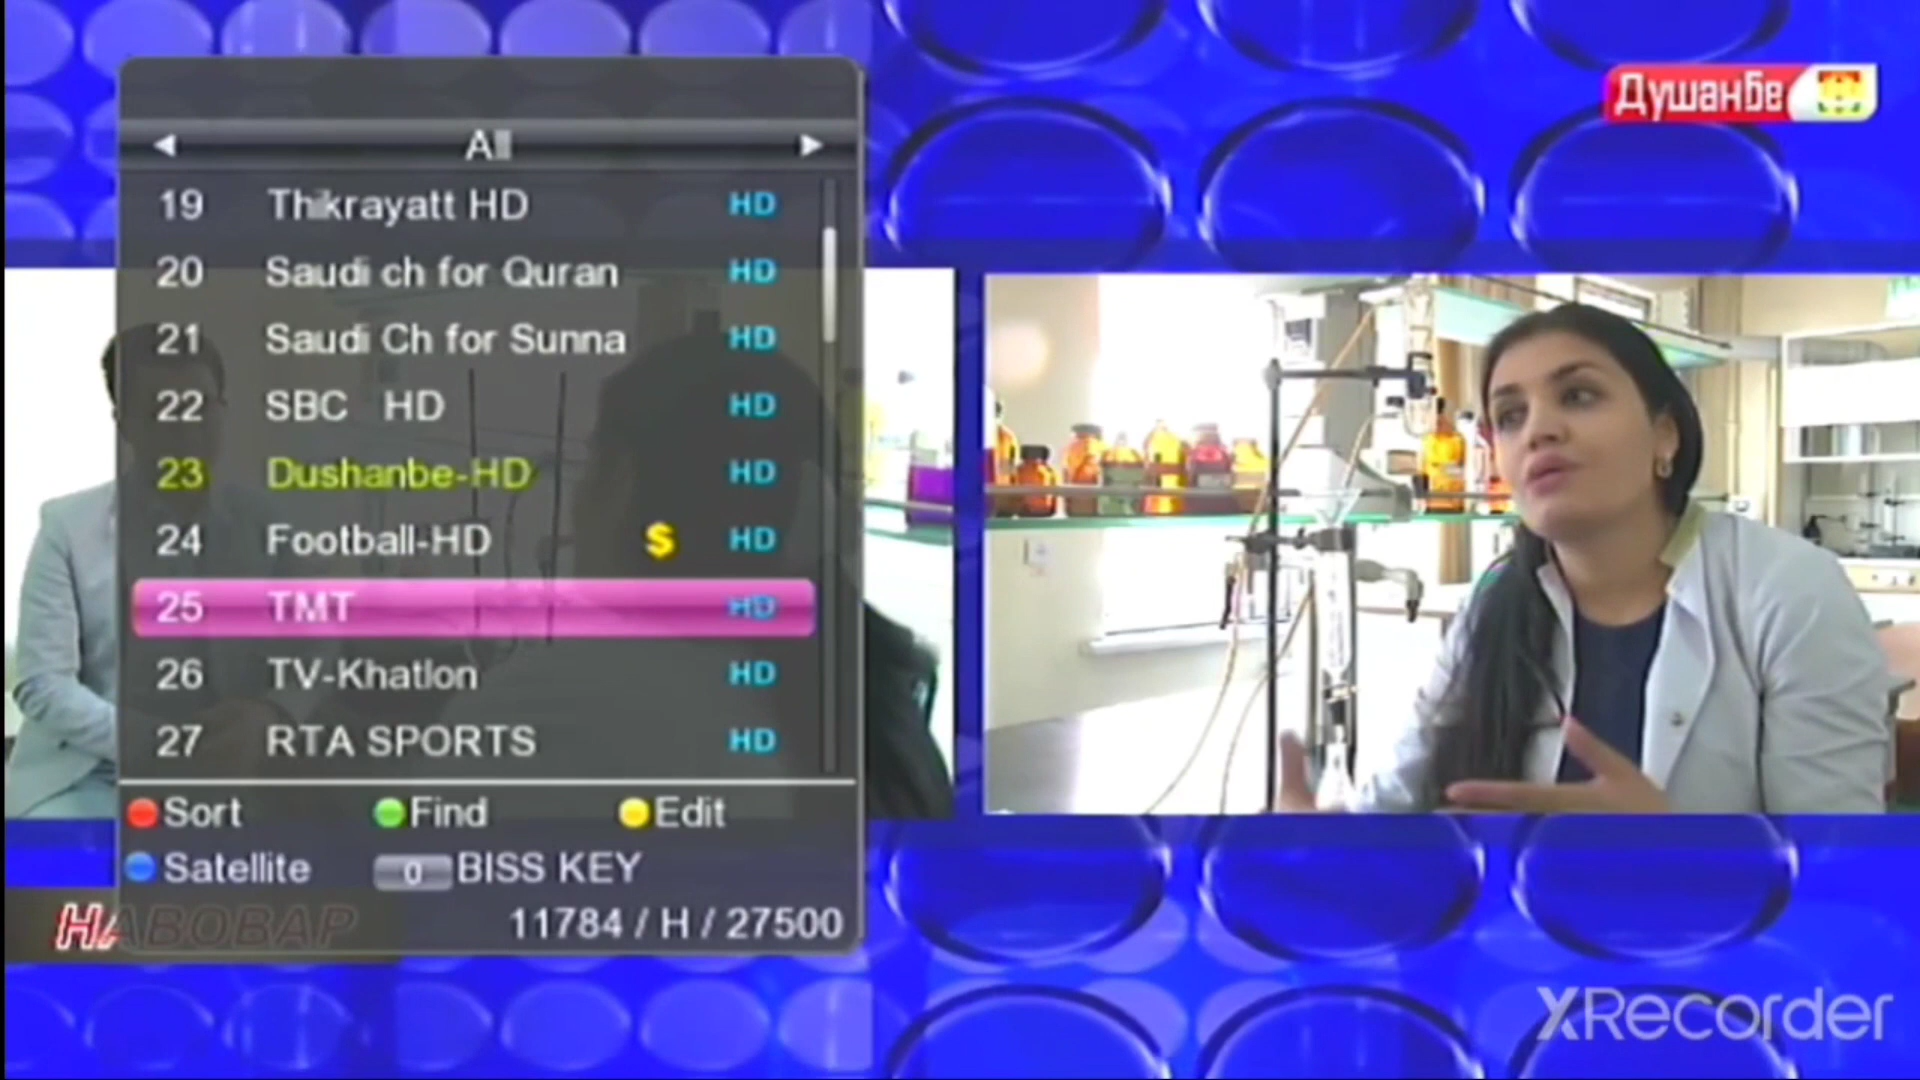 Душанбе
All
19 Thikrayatt HD HD
20 Saudi ch for Quran HD
21 Saudi Ch for Sunna HD
22 SBC HD HD
23 Dushanbe-HD HD
24 Football-HD $ HD
25 TMT HD
26 TV-Khatlon HD
27 RTA SPORTS HD
Sort Find Edit
Satellite 0 BISS KEY
11784 / H / 27500
НАВОВАР
XRecorder